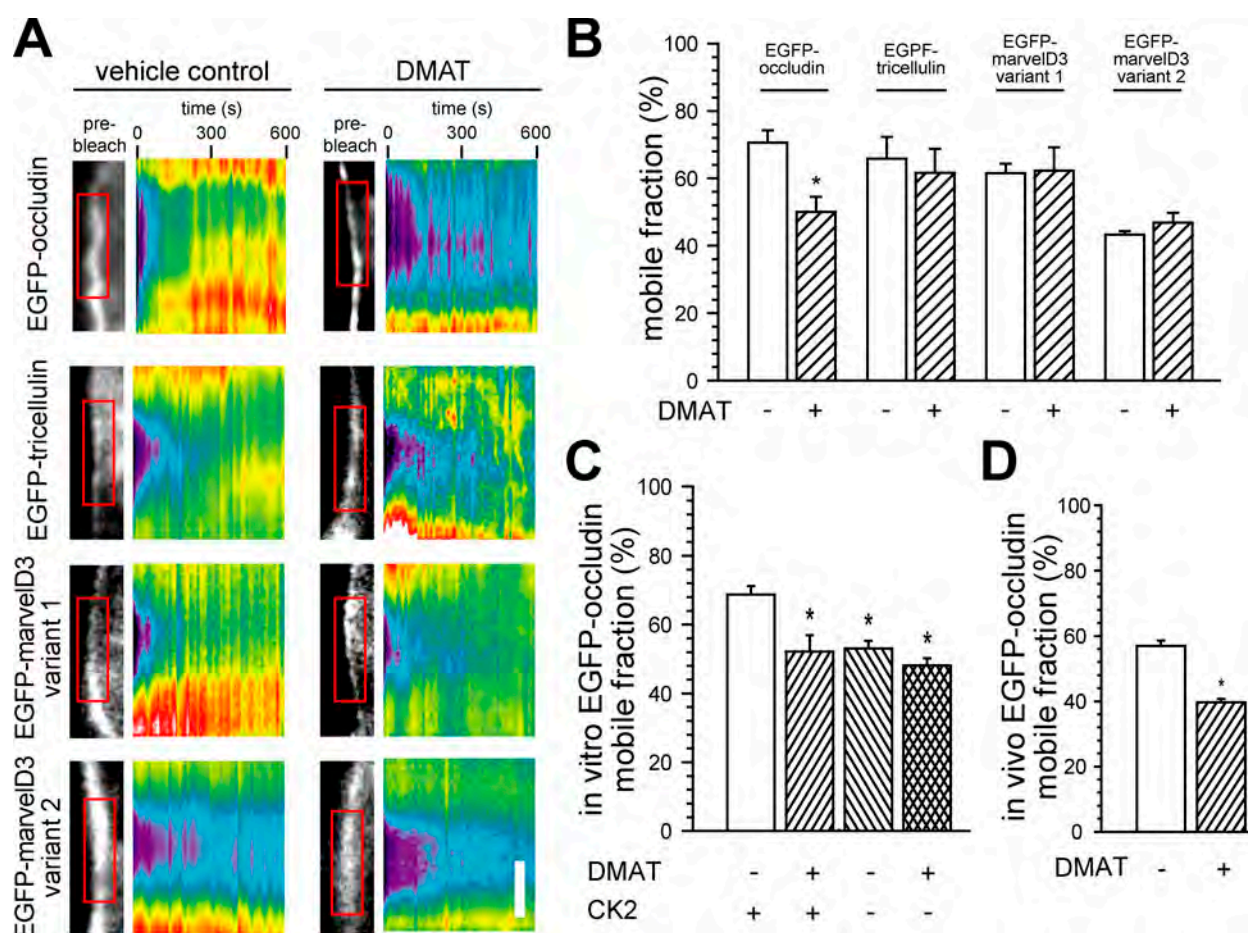 A
vehicle control
DMAT
time (s)
time (s)
pre-
bleach
0 300 600
pre-
bleach
0 300 600
EGFP-occludin
EGFP-tricellulin
EGFP-marvelD3
variant 1
EGFP-marvelD3
variant 2
B
mobile fraction (%)
100
80
60
40
20
0
EGFP-
occludin
EGPF-
tricellulin
EGFP-
marvelD3
variant 1
EGFP-
marvelD3
variant 2
*
DMAT - + - + - + - +
C
in vitro EGFP-occludin
mobile fraction (%)
100
80
60
40
20
0
* * *
DMAT - + - +
CK2 + + - -
D
in vivo EGFP-occludin
mobile fraction (%)
100
80
60
40
20
0
*
DMAT - +